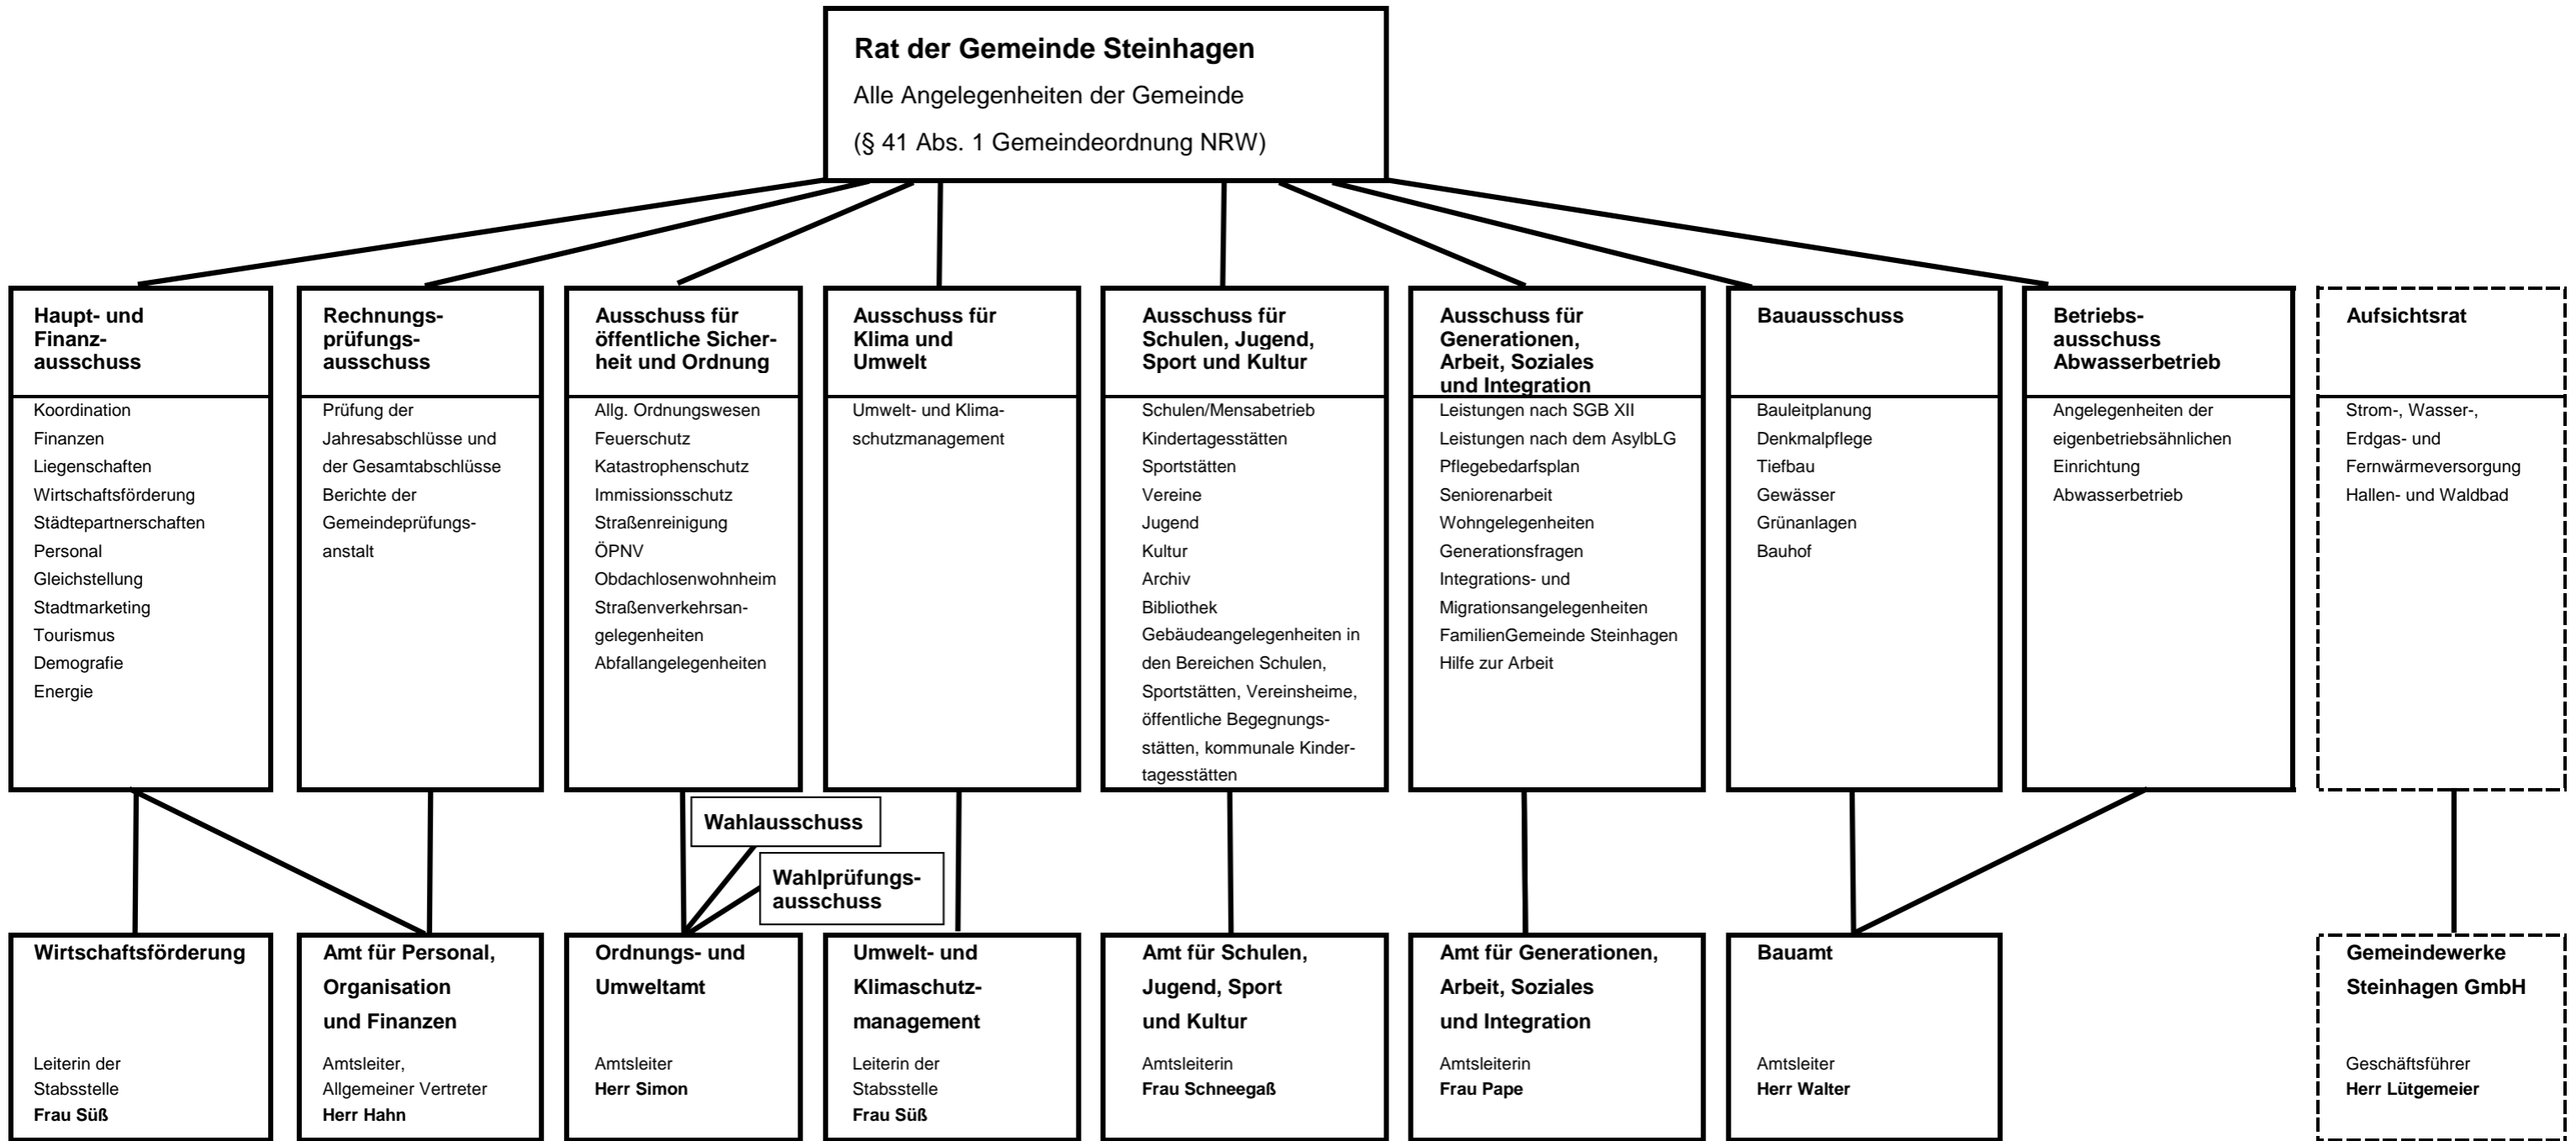 Rat der Gemeinde Steinhagen
Alle Angelegenheiten der Gemeinde
(§ 41 Abs. 1 Gemeindeordnung NRW)
Haupt- und
Finanz-
ausschuss
Koordination
Finanzen
Liegenschaften
Wirtschaftsförderung
Städtepartnerschaften
Personal
Gleichstellung
Stadtmarketing
Tourismus
Demografie
Energie
Rechnungs-
prüfungs-
ausschuss
Prüfung der
Jahresabschlüsse und
der Gesamtabschlüsse
Berichte der
Gemeindeprüfungs-
anstalt
Ausschuss für
öffentliche Sicher-
heit und Ordnung
Allg. Ordnungswesen
Feuerschutz
Katastrophenschutz
Immissionsschutz
Straßenreinigung
ÖPNV
Obdachlosenwohnheim
Straßenverkehrsan-
gelegenheiten
Abfallangelegenheiten
Ausschuss für
Klima und
Umwelt
Umwelt- und Klima-
schutzmanagement
Ausschuss für
Schulen, Jugend,
Sport und Kultur
Schulen/Mensabetrieb
Kindertagesstätten
Sportstätten
Vereine
Jugend
Kultur
Archiv
Bibliothek
Gebäudeangelegenheiten in
den Bereichen Schulen,
Sportstätten, Vereinsheime,
öffentliche Begegnungs-
stätten, kommunale Kinder-
tagesstätten
Ausschuss für
Generationen,
Arbeit, Soziales
und Integration
Leistungen nach SGB XII
Leistungen nach dem AsylbLG
Pflegebedarfsplan
Seniorenarbeit
Wohngelegenheiten
Generationsfragen
Integrations- und
Migrationsangelegenheiten
FamilienGemeinde Steinhagen
Hilfe zur Arbeit
Bauausschuss
Bauleitplanung
Denkmalpflege
Tiefbau
Gewässer
Grünanlagen
Bauhof
Betriebs-
ausschuss
Abwasserbetrieb
Angelegenheiten der
eigenbetriebsähnlichen
Einrichtung
Abwasserbetrieb
Aufsichtsrat
Strom-, Wasser-,
Erdgas- und
Fernwärmeversorgung
Hallen- und Waldbad
Wahlausschuss
Wahlprüfungs-
ausschuss
Wirtschaftsförderung
Leiterin der
Stabsstelle
Frau Süß
Amt für Personal,
Organisation
und Finanzen
Amtsleiter,
Allgemeiner Vertreter
Herr Hahn
Ordnungs- und
Umweltamt
Amtsleiter
Herr Simon
Umwelt- und
Klimaschutz-
management
Leiterin der
Stabsstelle
Frau Süß
Amt für Schulen,
Jugend, Sport
und Kultur
Amtsleiterin
Frau Schneegaß
Amt für Generationen,
Arbeit, Soziales
und Integration
Amtsleiterin
Frau Pape
Bauamt
Amtsleiter
Herr Walter
Gemeindewerke
Steinhagen GmbH
Geschäftsführer
Herr Lütgemeier